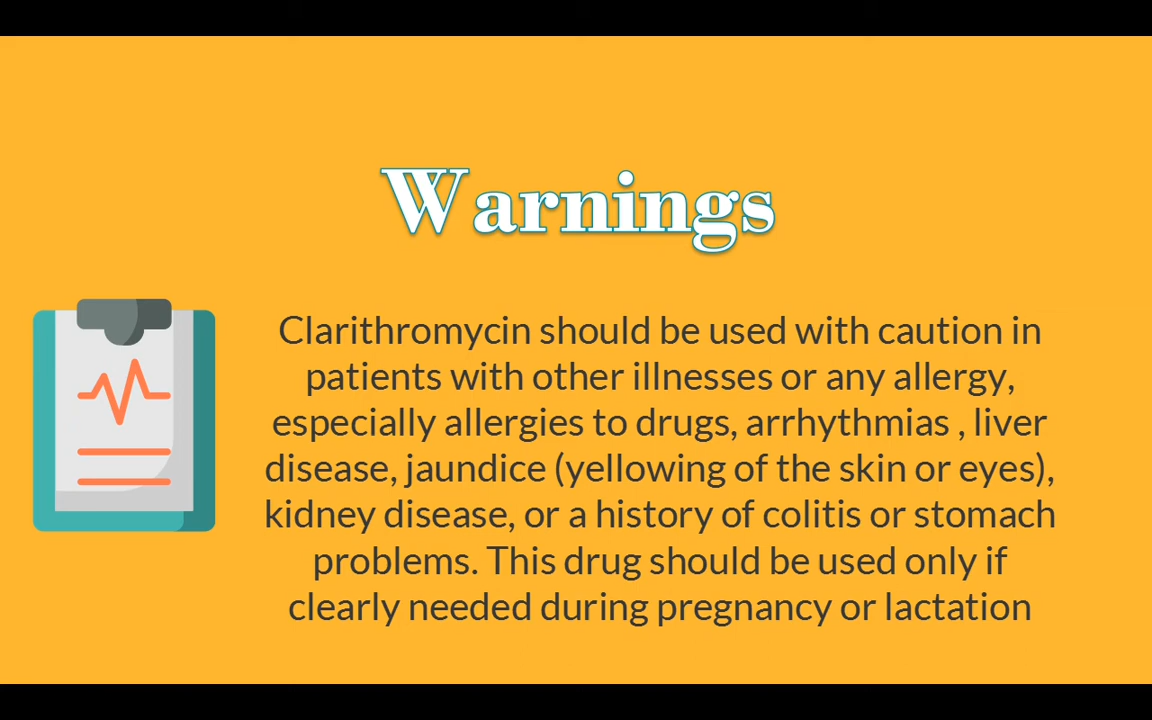 Warnings
Clarithromycin should be used with caution in
patients with other illnesses or any allergy,
especially allergies to drugs, arrhythmias , liver
disease, jaundice (yellowing of the skin or eyes),
kidney disease, or a history of colitis or stomach
problems. This drug should be used only if
clearly needed during pregnancy or lactation